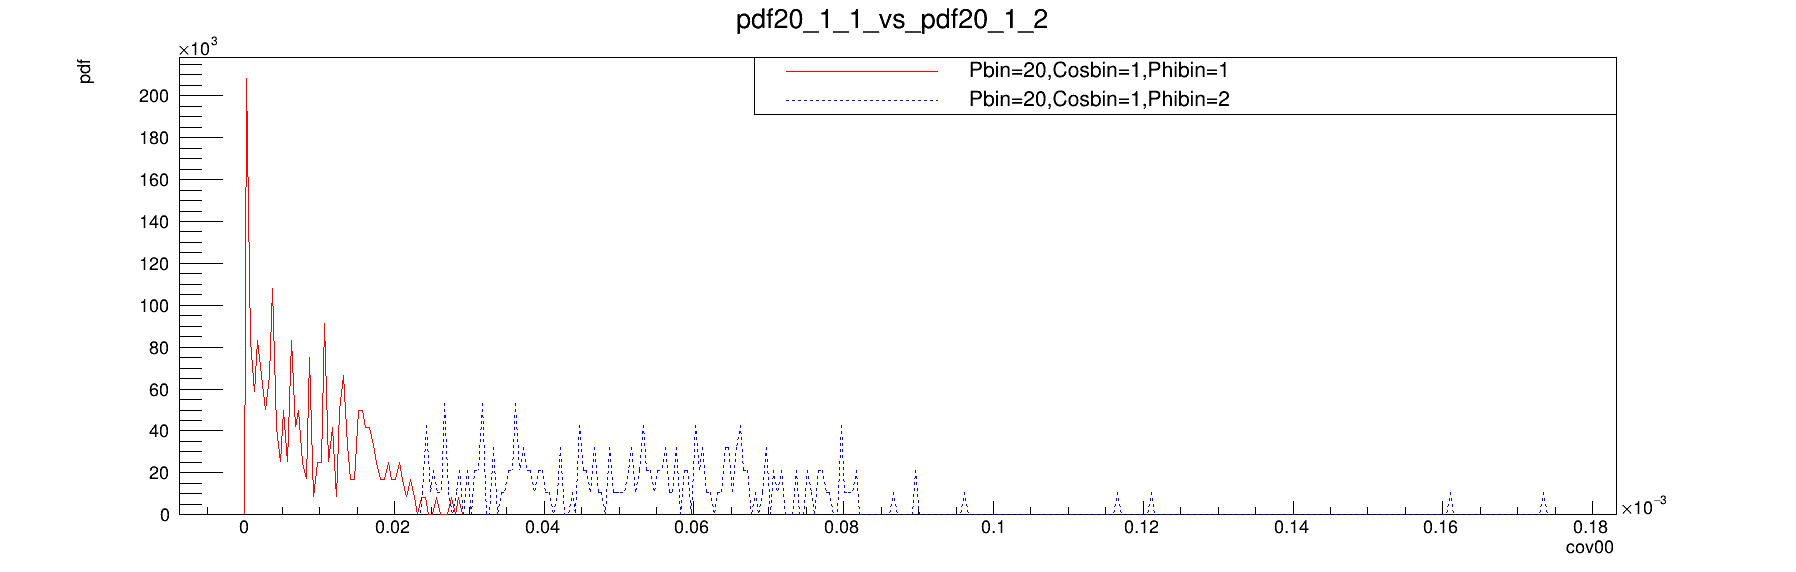 pdf20_1_1_vs_pdf20_1_2
×10³
pdf
Pbin=20,Cosbin=1,Phibin=1
Pbin=20,Cosbin=1,Phibin=2
200
180
160
140
120
100
80
60
40
20
0
0 0.02 0.04 0.06 0.08 0.1 0.12 0.14 0.16 0.18
×10⁻³
cov00